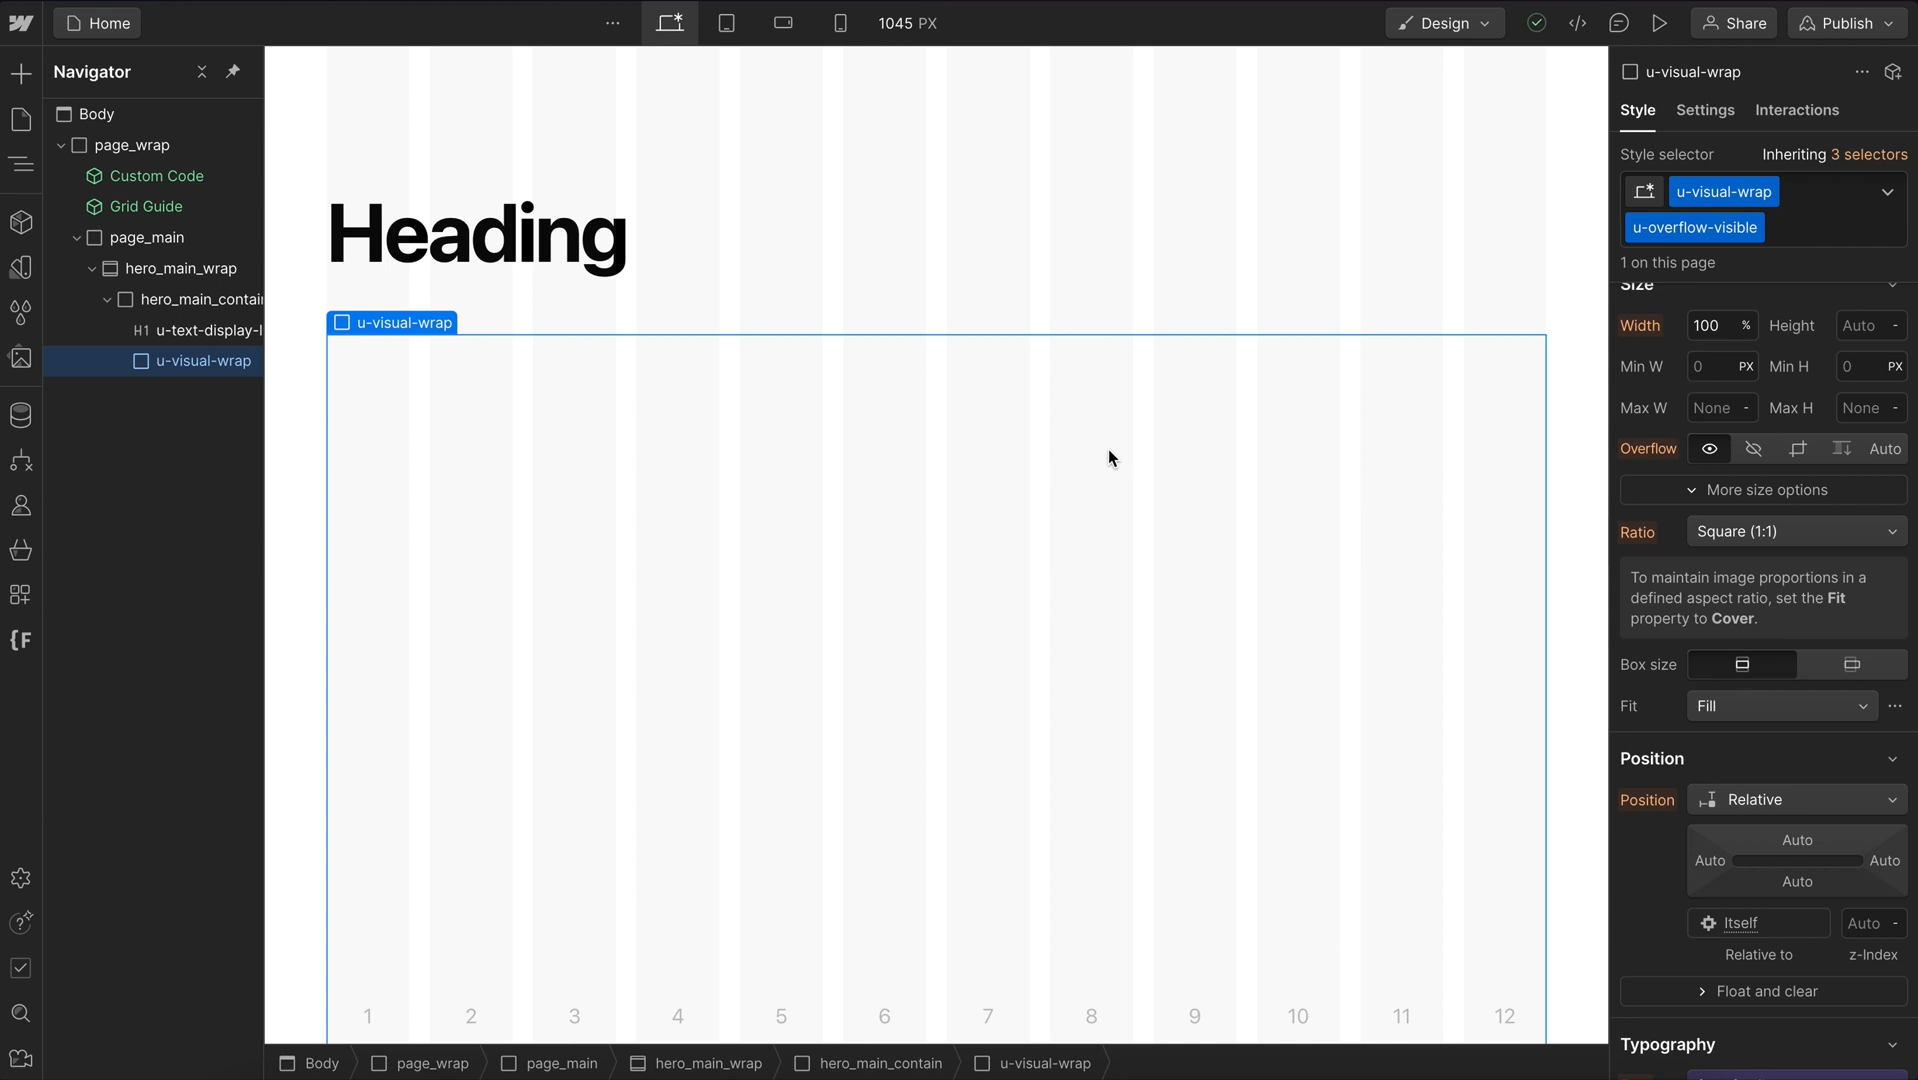 Home
1045 PX
Design
Share
Publish
Navigator
Body
page_wrap
Custom Code
Grid Guide
page_main
hero_main_wrap
hero_main_contai
H1 u-text-display-l
u-visual-wrap
Heading
u-visual-wrap
1 2 3 4 5 6 7 8 9 10 11 12
Body page_wrap page_main hero_main_wrap hero_main_contain u-visual-wrap
u-visual-wrap
Style Settings Interactions
Style selector Inheriting 3 selectors
u-visual-wrap
u-overflow-visible
1 on this page
Size
Width 100 % Height Auto -
Min W 0 PX Min H 0 PX
Max W None - Max H None -
Overflow Auto
More size options
Ratio Square (1:1)
To maintain image proportions in a
defined aspect ratio, set the Fit
property to Cover.
Box size
Fit Fill
Position
Position Relative
Auto
Auto Auto
Auto
Itself Auto -
Relative to z-Index
Float and clear
Typography